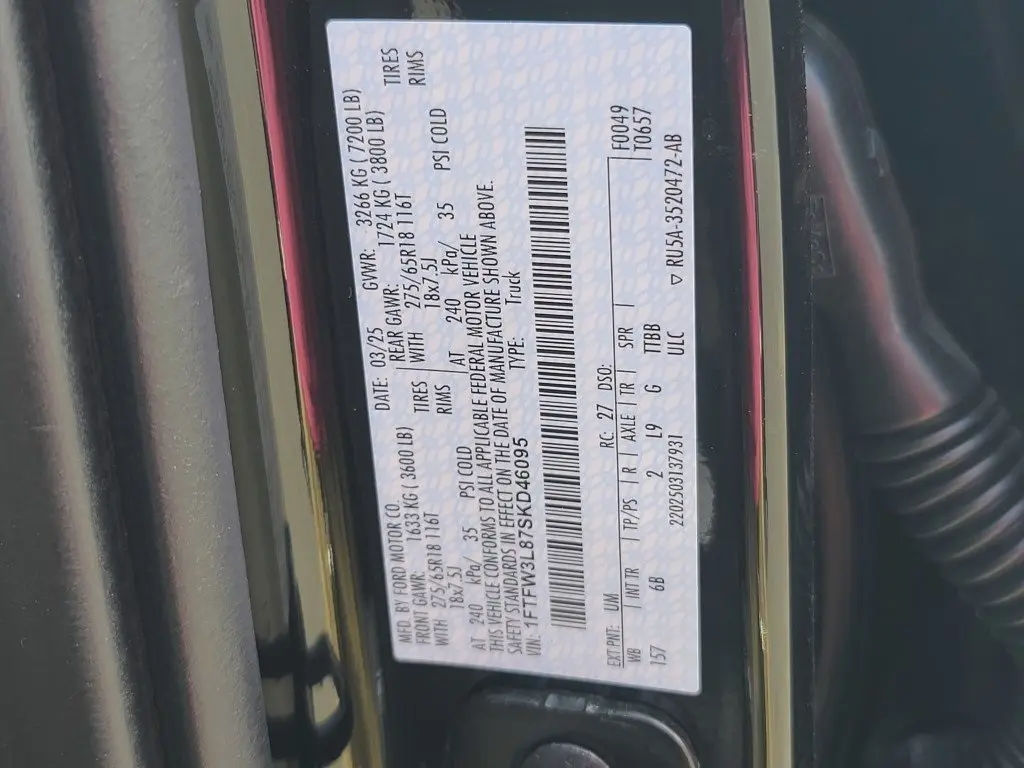 MFD. BY FORD MOTOR CO. DATE: 03/25 GVWR: 3266 KG ( 7200 LB)
FRONT GAWR: 1633 KG ( 3600 LB) REAR GAWR: 1724 KG ( 3800 LB)
WITH 275/65R18 116T TIRES WITH 275/65R18 116T TIRES
18x7.5J RIMS 18x7.5J RIMS
AT 240 kPa/ 35 PSI COLD AT 240 kPa/ 35 PSI COLD
THIS VEHICLE CONFORMS TO ALL APPLICABLE FEDERAL MOTOR VEHICLE
SAFETY STANDARDS IN EFFECT ON THE DATE OF MANUFACTURE SHOWN ABOVE.
VIN: 1FTFW3L87SKD46095 TYPE: Truck
EXT PNT: UM RC: 27 DSO: F0049
WB INT TR TP/PS R AXLE TR SPR T0657
157 6B 2 L9 G TTBB
2202503137931 ULC ▽ RU5A-3520472-AB